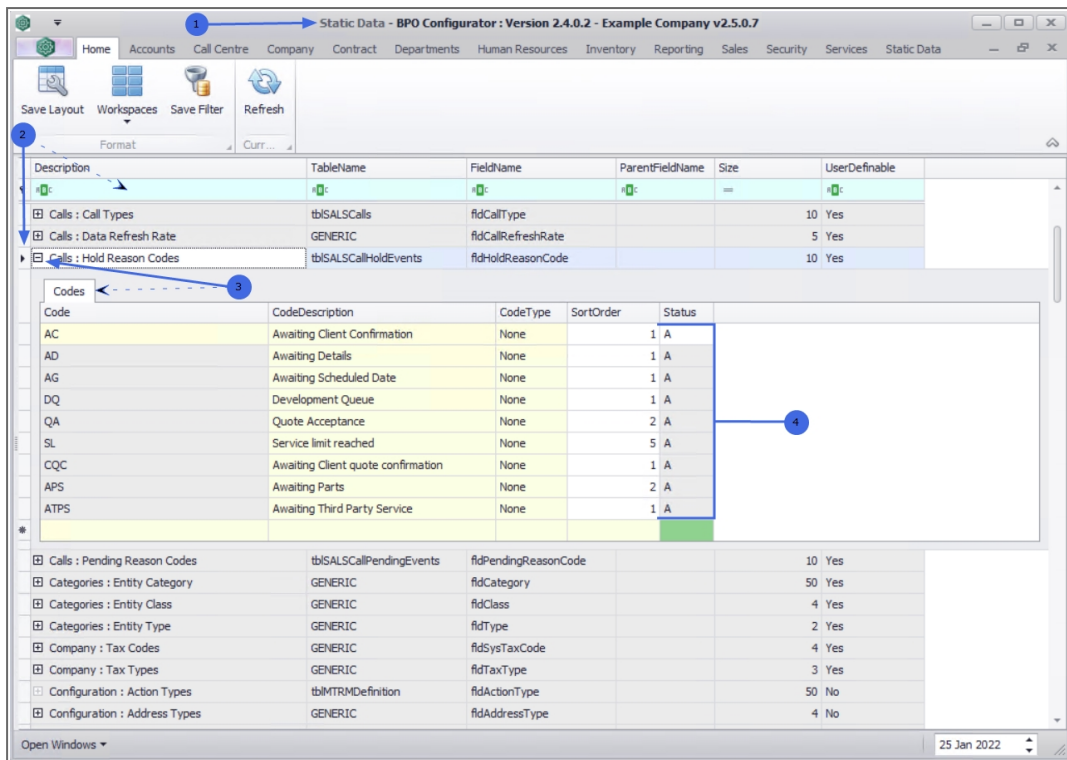 1
Static Data - BPO Configurator : Version 2.4.0.2 - Example Company v2.5.0.7
Home Accounts Call Centre Company Contract Departments Human Resources Inventory Reporting Sales Security Services Static Data
Save Layout Workspaces Save Filter Refresh
2
Format Curr...
Description TableName FieldName ParentFieldName Size UserDefinable
ABC ABC ABC ABC = ABC
Calls : Call Types tblSALSCalls fldCallType 10 Yes
Calls : Data Refresh Rate GENERIC fldCallRefreshRate 5 Yes
Calls : Hold Reason Codes tblSALSCallHoldEvents fldHoldReasonCode 10 Yes
Codes 3
Code CodeDescription CodeType SortOrder Status
AC Awaiting Client Confirmation None 1 A
AD Awaiting Details None 1 A
AG Awaiting Scheduled Date None 1 A
DQ Development Queue None 1 A
QA Quote Acceptance None 2 A 4
SL Service limit reached None 5 A
CQC Awaiting Client quote confirmation None 1 A
APS Awaiting Parts None 2 A
ATPS Awaiting Third Party Service None 1 A
Calls : Pending Reason Codes tblSALSCallPendingEvents fldPendingReasonCode 10 Yes
Categories : Entity Category GENERIC fldCategory 50 Yes
Categories : Entity Class GENERIC fldClass 4 Yes
Categories : Entity Type GENERIC fldType 2 Yes
Company : Tax Codes GENERIC fldSysTaxCode 4 Yes
Company : Tax Types GENERIC fldTaxType 3 Yes
Configuration : Action Types tblMTRMDefinition fldActionType 50 No
Configuration : Address Types GENERIC fldAddressType 4 No
Open Windows 25 Jan 2022